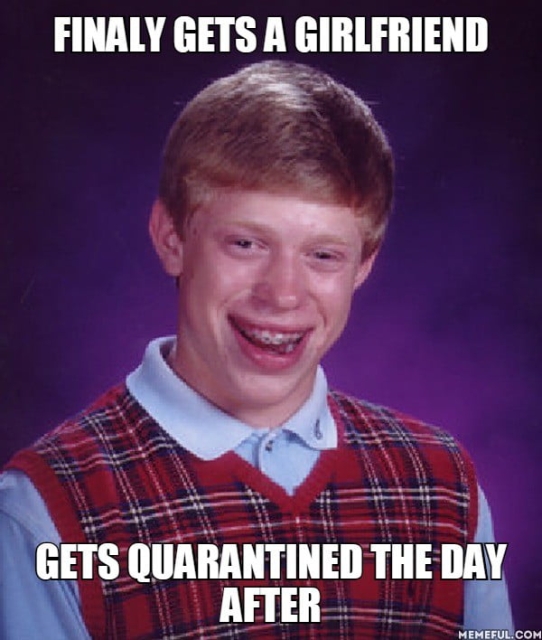 FINALY GETS A GIRLFRIEND
GETS QUARANTINED THE DAY
AFTER
MEMEFUL.COM